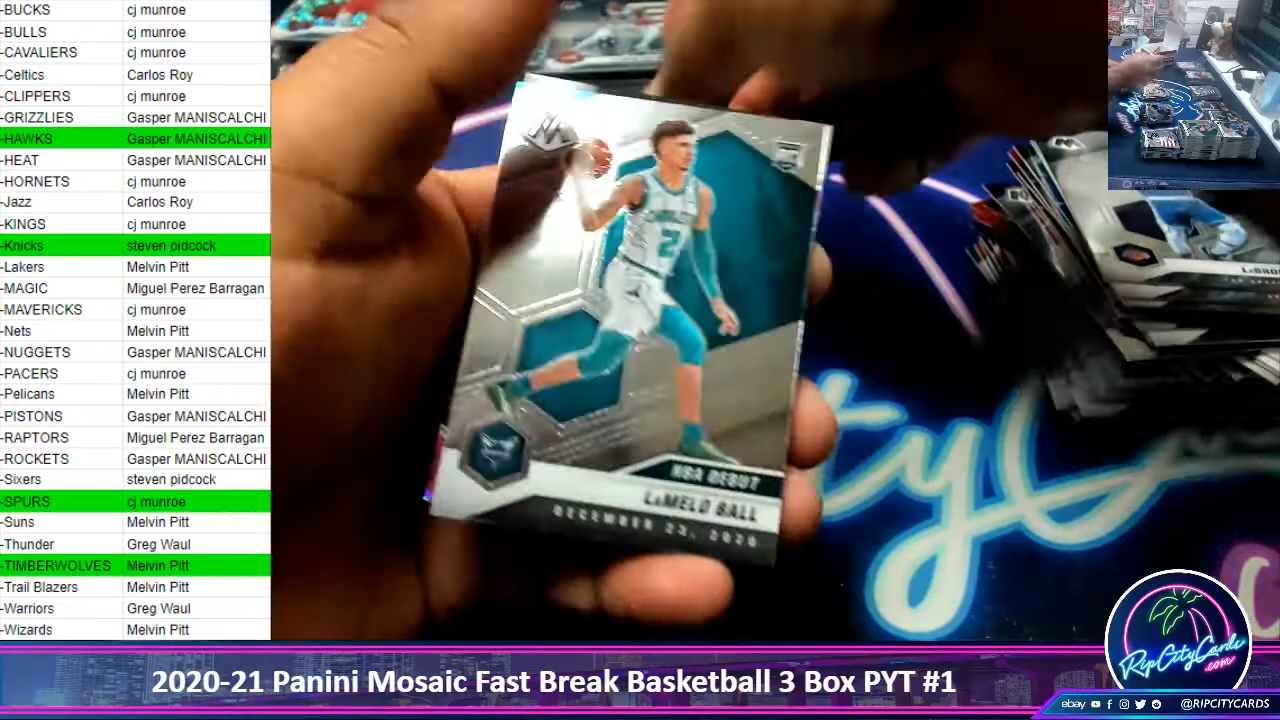 -BUCKS cj munroe
-BULLS cj munroe
-CAVALIERS cj munroe
-Celtics Carlos Roy
-CLIPPERS cj munroe
-GRIZZLIES Gasper MANISCALCHI
-HAWKS Gasper MANISCALCHI
-HEAT Gasper MANISCALCHI
-HORNETS cj munroe
-Jazz Carlos Roy
-KINGS cj munroe
-Knicks steven pidcock
-Lakers Melvin Pitt
-MAGIC Miguel Perez Barragan
-MAVERICKS cj munroe
-Nets Melvin Pitt
-NUGGETS Gasper MANISCALCHI
-PACERS cj munroe
-Pelicans Melvin Pitt
-PISTONS Gasper MANISCALCHI
-RAPTORS Miguel Perez Barragan
-ROCKETS Gasper MANISCALCHI
-Sixers steven pidcock
-SPURS cj munroe
-Suns Melvin Pitt
-Thunder Greg Waul
-TIMBERWOLVES Melvin Pitt
-Trail Blazers Melvin Pitt
-Warriors Greg Waul
-Wizards Melvin Pitt
2
NBA DEBUT
LaMELO BALL
DECEMBER 23, 2020
LeBRO
tyC
RipCityCards
.com
2020-21 Panini Mosaic Fast Break Basketball 3 Box PYT #1
ebay @RIPCITYCARDS